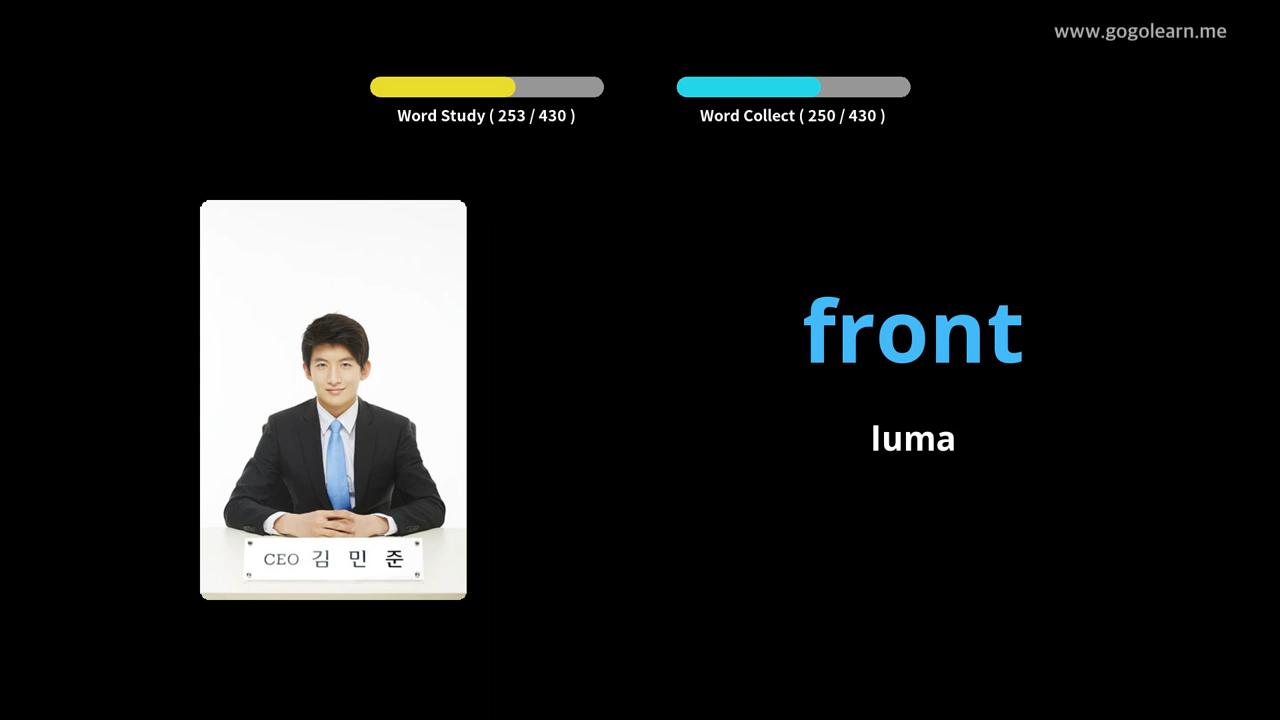 www.gogolearn.me
Word Study ( 253 / 430 )
Word Collect ( 250 / 430 )
front
luma
CEO 김 민 준